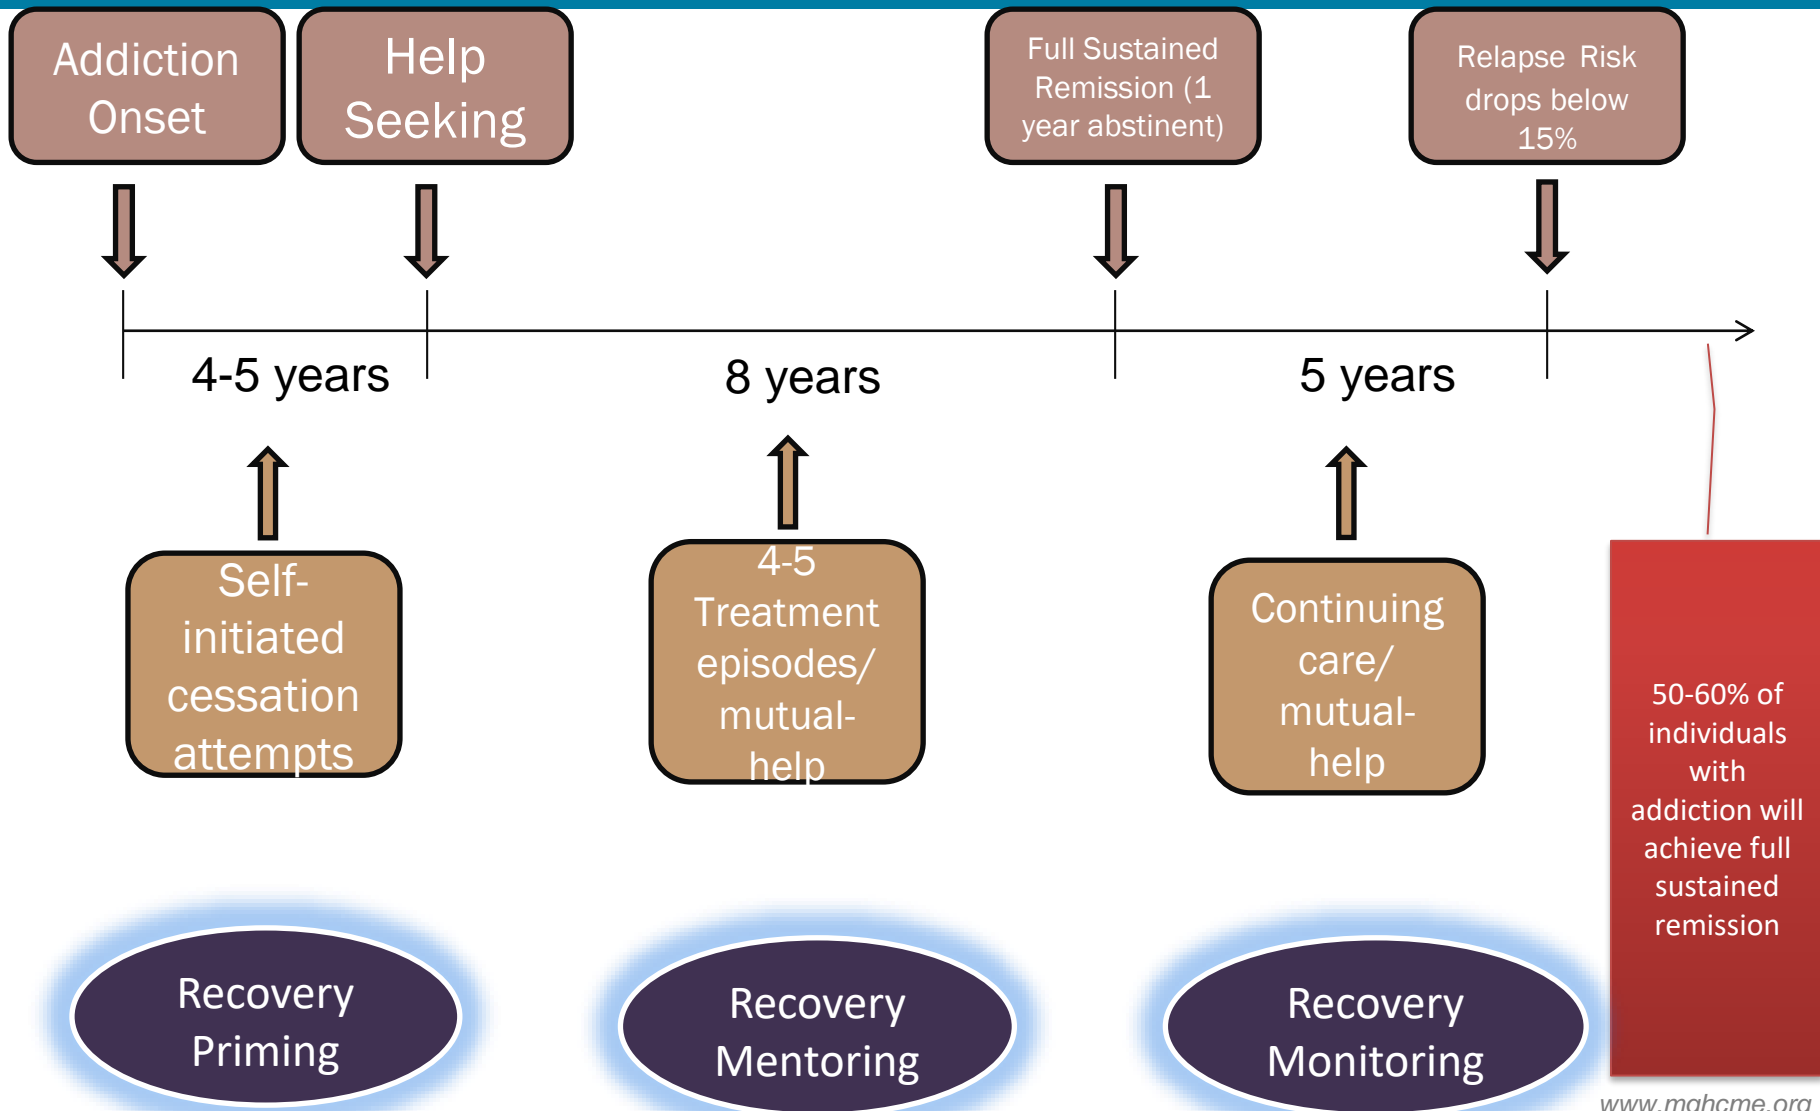 Addiction
Onset
Help
Seeking
Full Sustained
Remission (1
year abstinent)
Relapse Risk
drops below
15%
4-5 years
8 years
5 years
Self-
initiated
cessation
attempts
4-5
Treatment
episodes/
mutual-
help
Continuing
care/
mutual-
help
50-60% of
individuals
with
addiction will
achieve full
sustained
remission
Recovery
Priming
Recovery
Mentoring
Recovery
Monitoring
www.mghcme.org